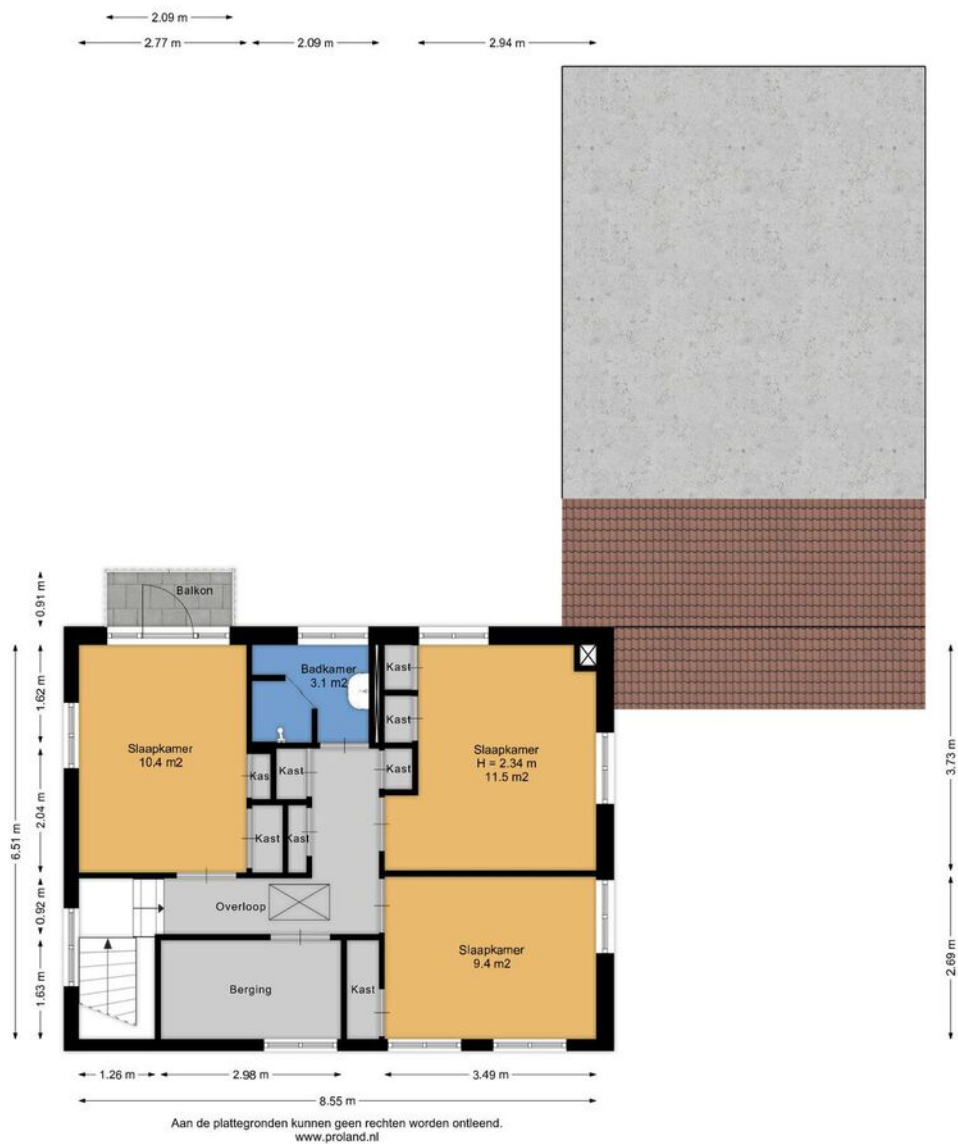 2.09 m
2.77 m
2.09 m
2.94 m
0.91 m
Balkon
1.62 m
2.04 m
6.51 m
0.92 m
1.63 m
Badkamer
3.1 m2
Kast
Kast
Slaapkamer
10.4 m2
Slaapkamer
H = 2.34 m
11.5 m2
Kas
Kast
Kast
Kast
Kast
3.73 m
Overloop
Slaapkamer
9.4 m2
Berging
Kast
2.69 m
1.26 m
2.98 m
3.49 m
8.55 m
Aan de plattegronden kunnen geen rechten worden ontleend.
www.proland.nl